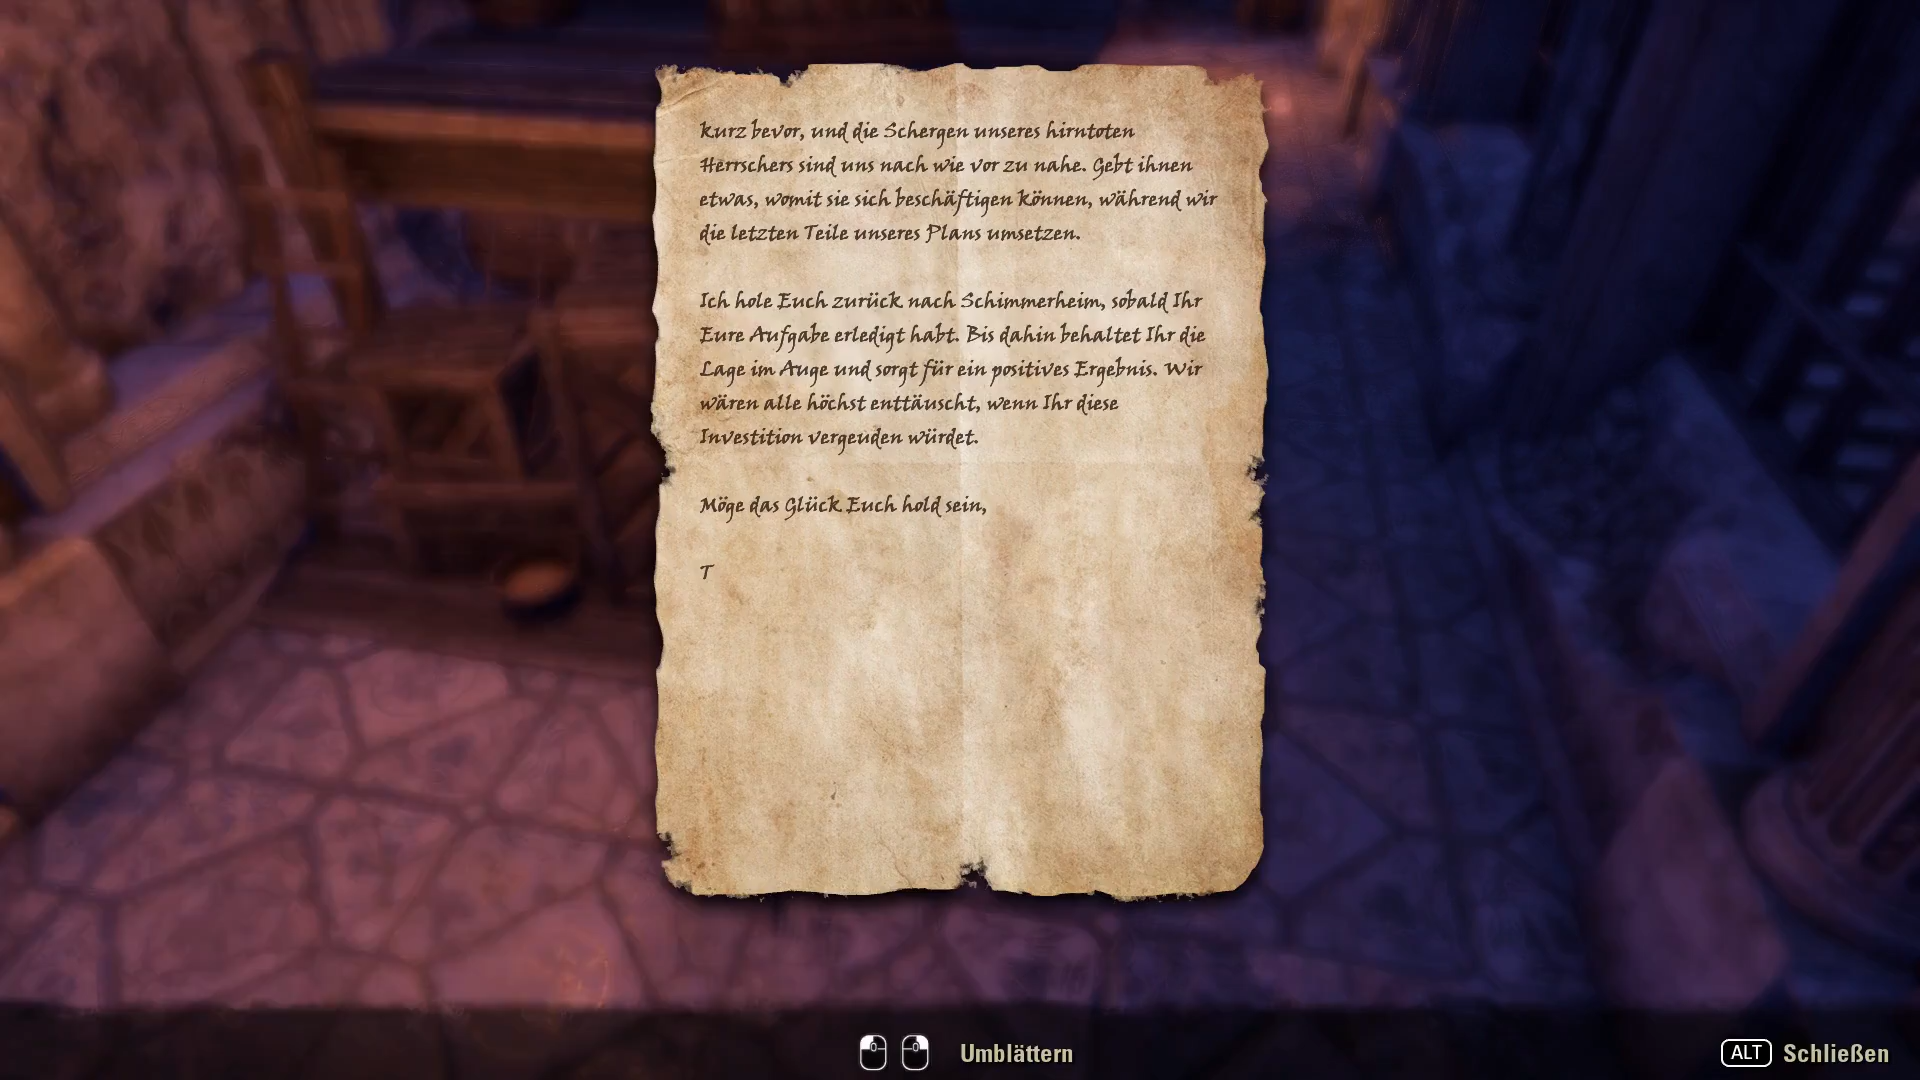 kurz bevor, und die Schergen unseres hirntoten
Herrschers sind uns nach wie vor zu nahe. Gebt ihnen
etwas, womit sie sich beschäftigen können, während wir
die letzten Teile unseres Plans umsetzen.
Ich hole Euch zurück nach Schimmerheim, sobald Ihr
Eure Aufgabe erledigt habt. Bis dahin behaltet Ihr die
Lage im Auge und sorgt für ein positives Ergebnis. Wir
wären alle höchst enttäuscht, wenn Ihr diese
Investition vergeuden würdet.
Möge das Glück Euch hold sein,
T
Umblättern
ALT Schließen